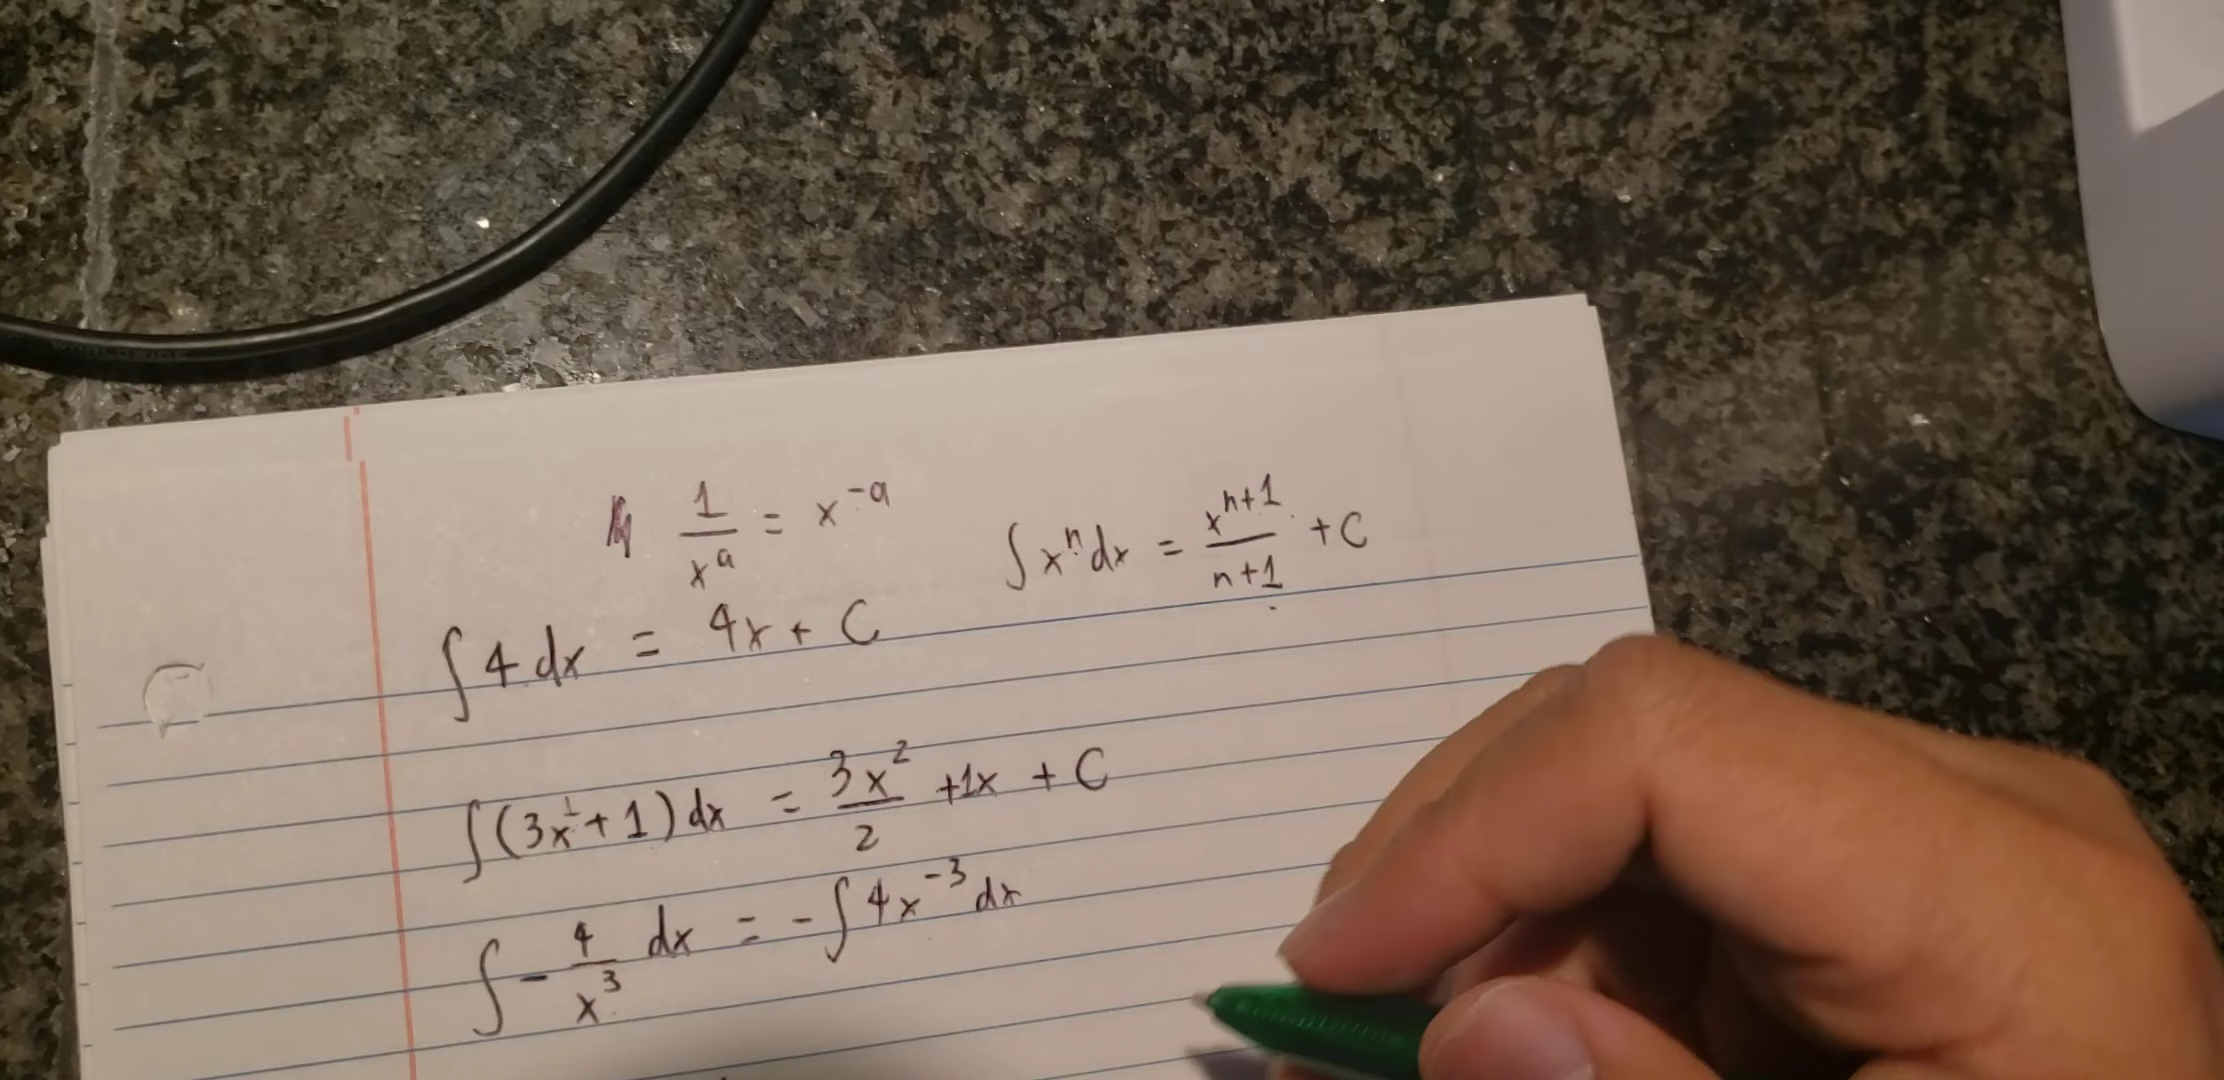 1/x^a = x^-a
∫x^n dx = x^(n+1)/(n+1) + C
∫4 dx = 4x + C
∫(3x^1 + 1) dx = 3x^2/2 + 1x + C
∫ - 4/x^3 dx = -∫4x^-3 dx